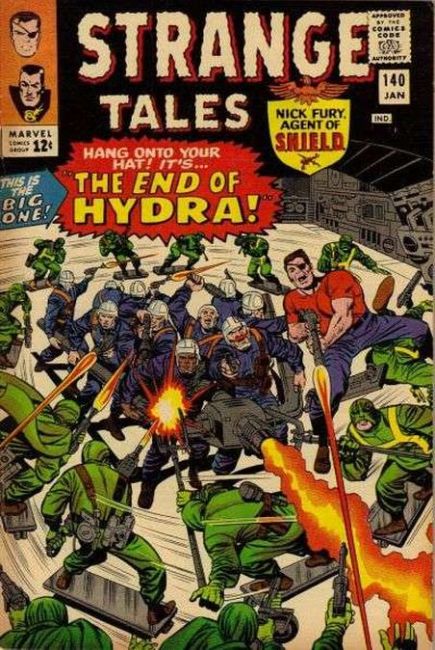 STRANGE
TALES
APPROVED
BY THE
COMICS
CODE
AUTHORITY
140
JAN
IND.
MARVEL
COMICS
GROUP
12¢
NICK FURY,
AGENT OF
S.H.I.E.L.D.
HANG ONTO YOUR
HAT! IT'S...
"THE END OF
HYDRA!"
THIS IS
THE
BIG
ONE!